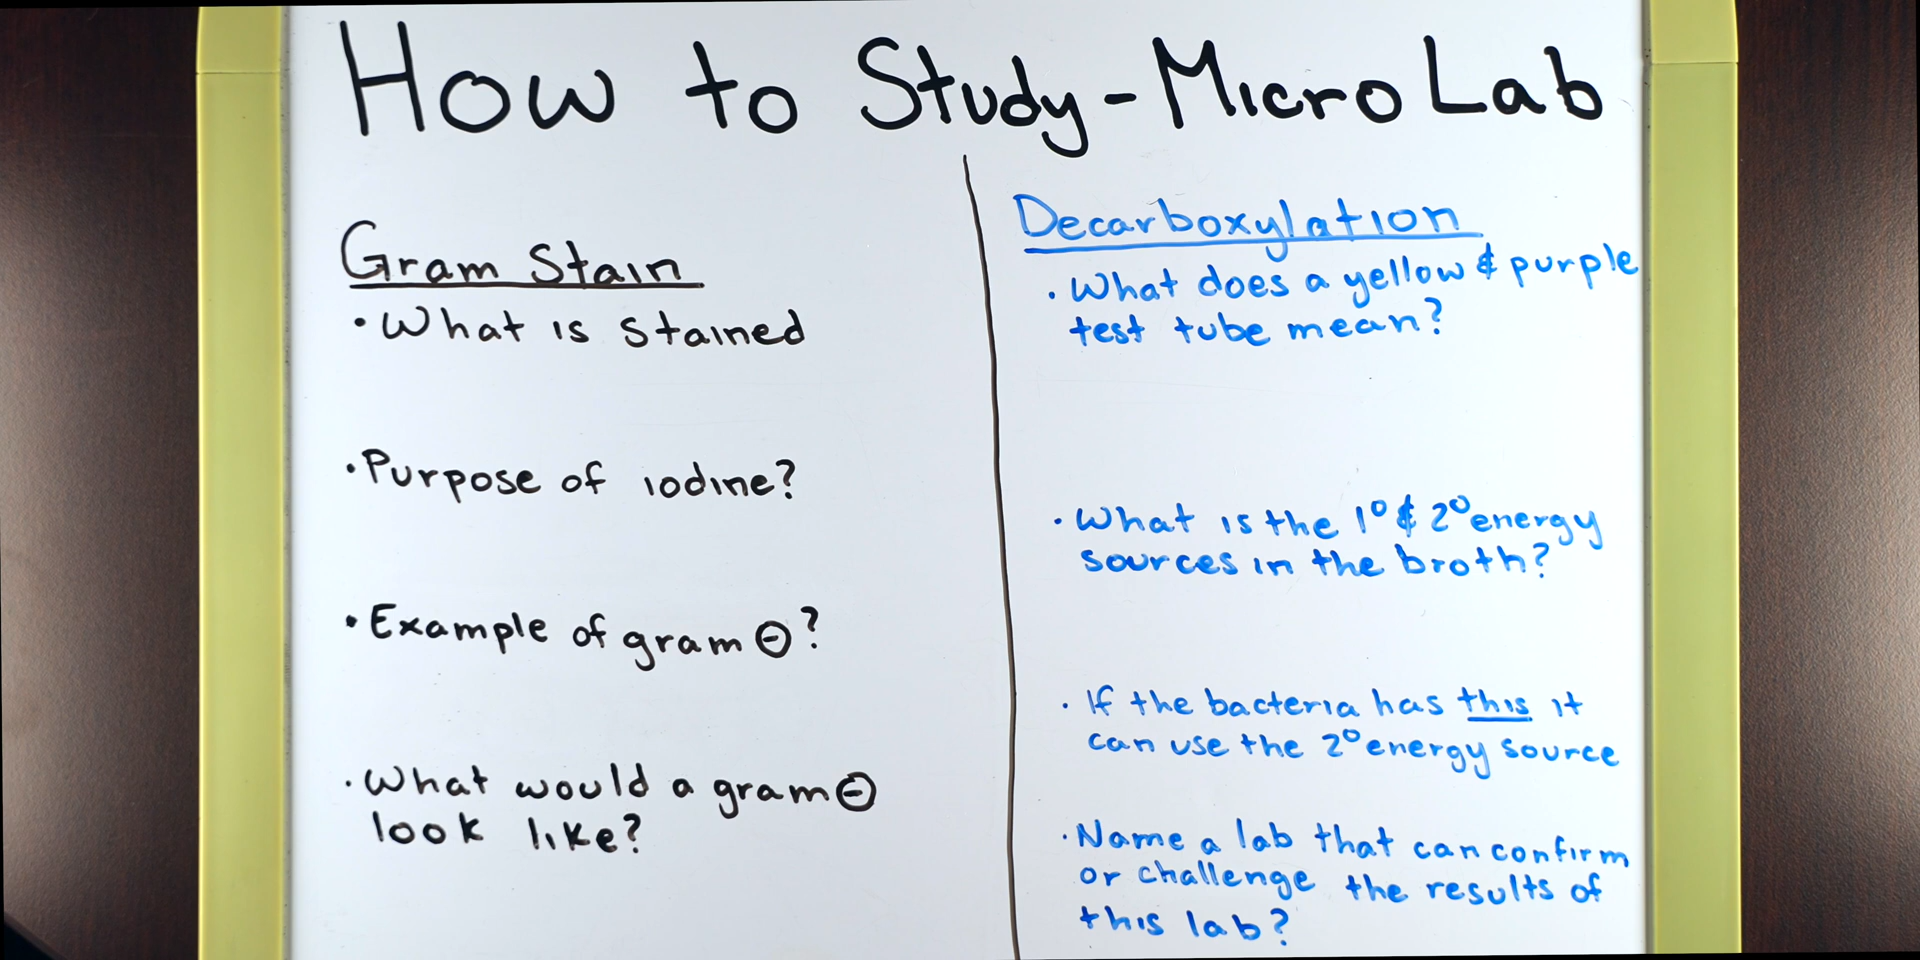 How to Study - Micro Lab
Gram Stain
• What is stained
• Purpose of iodine?
• Example of gram ⊖?
• What would a gram ⊖
look like?
Decarboxylation
• What does a yellow & purple
test tube mean?
• What is the 1° & 2° energy
sources in the broth?
• If the bacteria has this it
can use the 2° energy source
• Name a lab that can confirm
or challenge the results of
this lab?